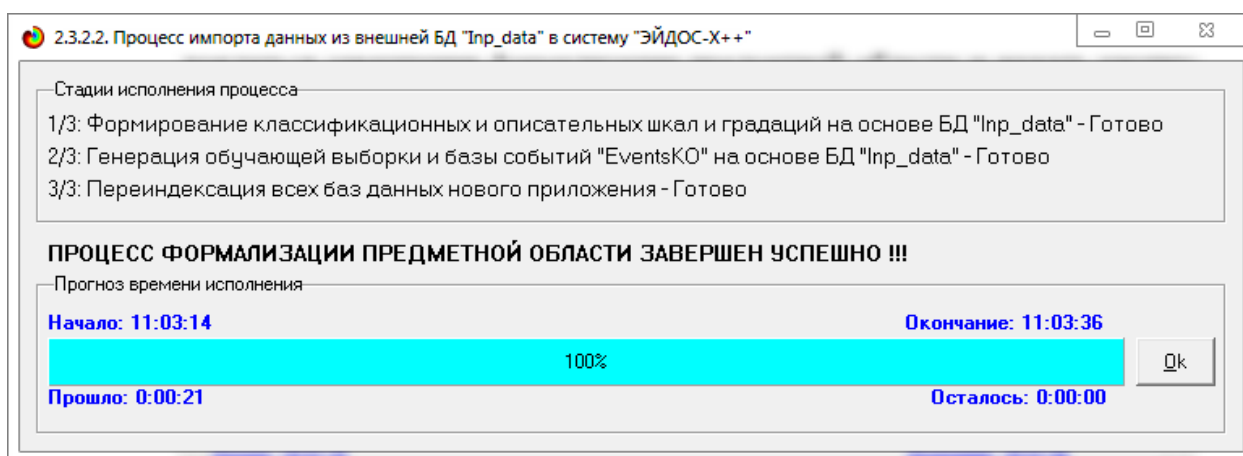 2.3.2.2. Процесс импорта данных из внешней БД "Inp_data" в систему "ЭЙДОС-X++"
Стадии исполнения процесса
1/3: Формирование классификационных и описательных шкал и градаций на основе БД "Inp_data" - Готово
2/3: Генерация обучающей выборки и базы событий "EventsKO" на основе БД "Inp_data" - Готово
3/3: Переиндексация всех баз данных нового приложения - Готово
ПРОЦЕСС ФОРМАЛИЗАЦИИ ПРЕДМЕТНОЙ ОБЛАСТИ ЗАВЕРШЕН УСПЕШНО !!!
Прогноз времени исполнения
Начало: 11:03:14 Окончание: 11:03:36
100% Ok
Прошло: 0:00:21 Осталось: 0:00:00